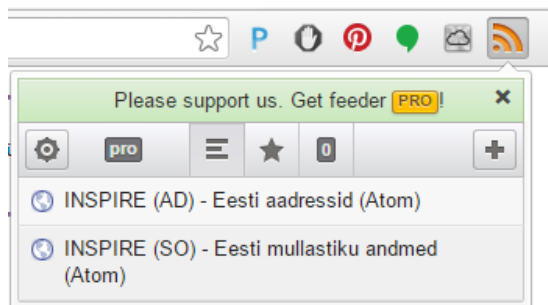 P
Please support us. Get feeder PRO!
pro
0
INSPIRE (AD) - Eesti aadressid (Atom)
INSPIRE (SO) - Eesti mullastiku andmed
(Atom)